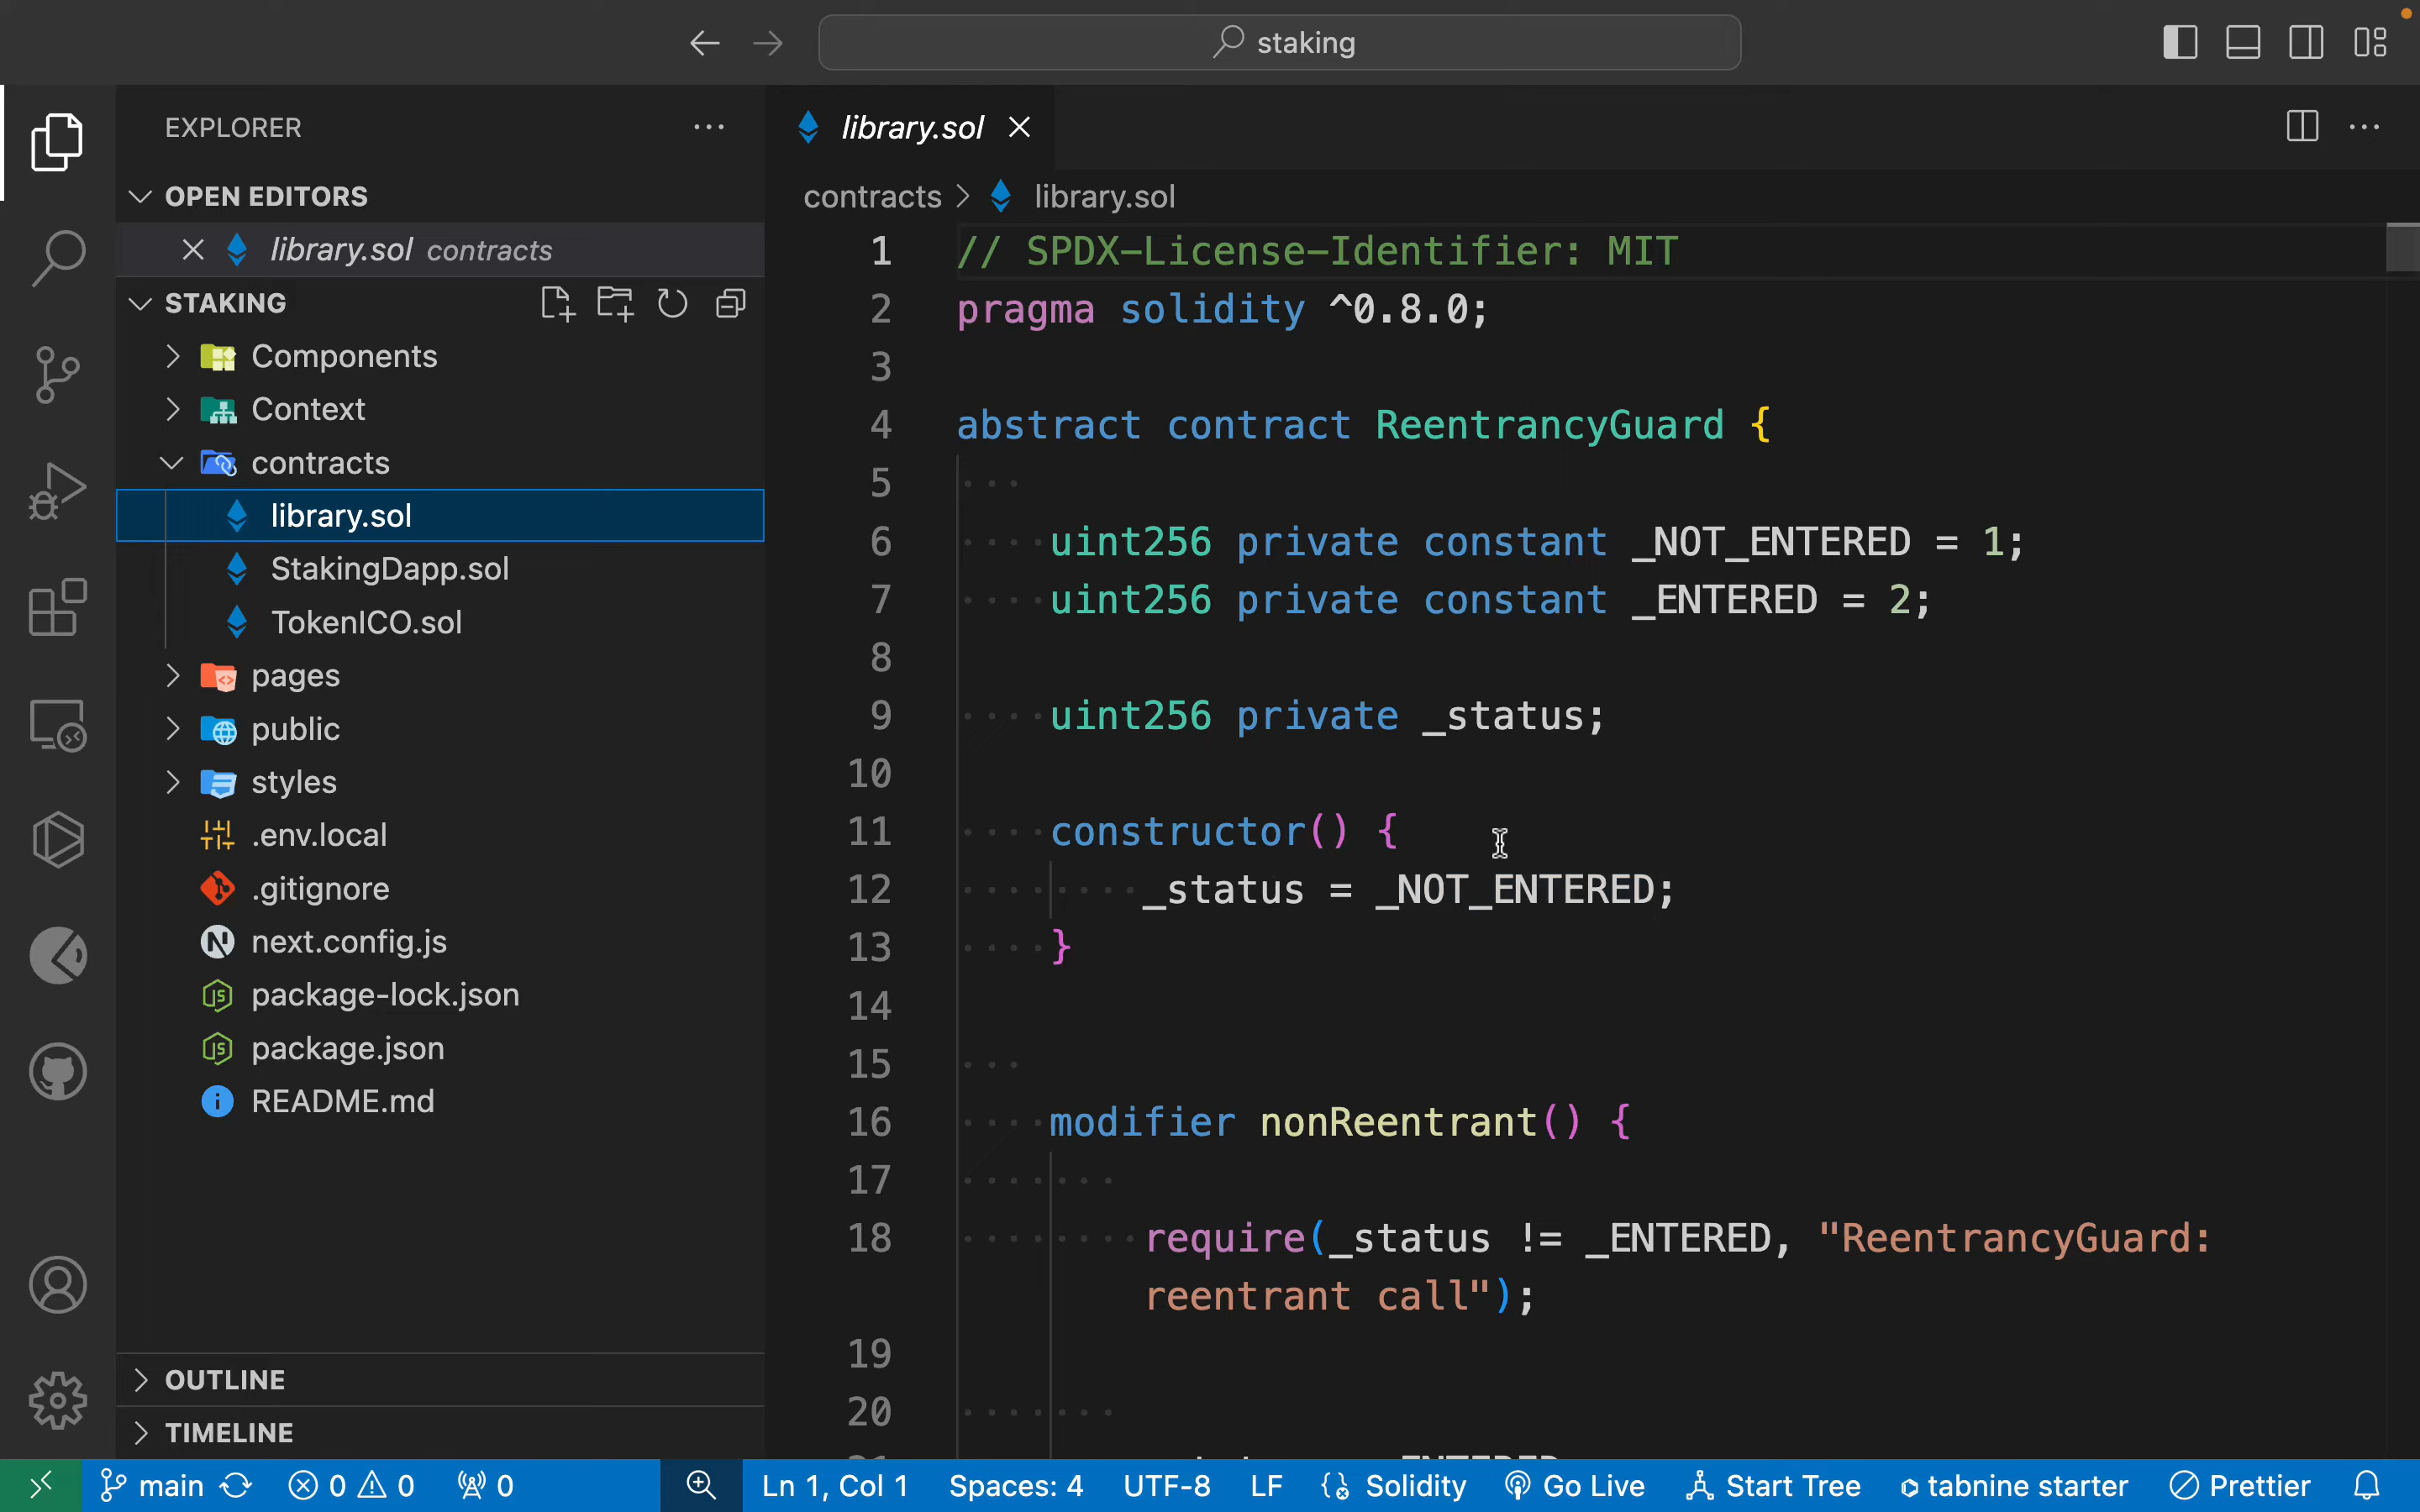 staking
EXPLORER
OPEN EDITORS
library.sol contracts
STAKING
Components
Context
contracts
library.sol
StakingDapp.sol
TokenICO.sol
pages
public
styles
.env.local
.gitignore
next.config.js
package-lock.json
package.json
README.md
OUTLINE
TIMELINE
library.sol
contracts > library.sol
1 // SPDX-License-Identifier: MIT
2 pragma solidity ^0.8.0;
3
4 abstract contract ReentrancyGuard {
5
6 uint256 private constant _NOT_ENTERED = 1;
7 uint256 private constant _ENTERED = 2;
8
9 uint256 private _status;
10
11 constructor() {
12 _status = _NOT_ENTERED;
13 }
14
15
16 modifier nonReentrant() {
17
18 require(_status != _ENTERED, "ReentrancyGuard:
reentrant call");
19
20
main 0 0 0 Ln 1, Col 1 Spaces: 4 UTF-8 LF Solidity Go Live Start Tree tabnine starter Prettier